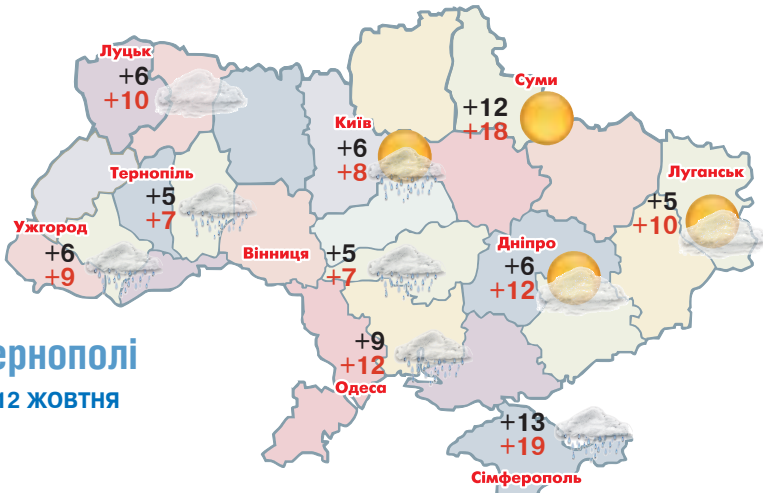 Луцьк
+6
+10
Суми
+12
+18
Київ
+6
+8
Тернопіль
+5
+7
Луганськ
+5
+10
Ужгород
+6
+9
Вінниця
+5
+7
Дніпро
+6
+12
+9
+12
Одеса
+13
+19
Сімферополь
ернополі
12 ЖОВТНЯ